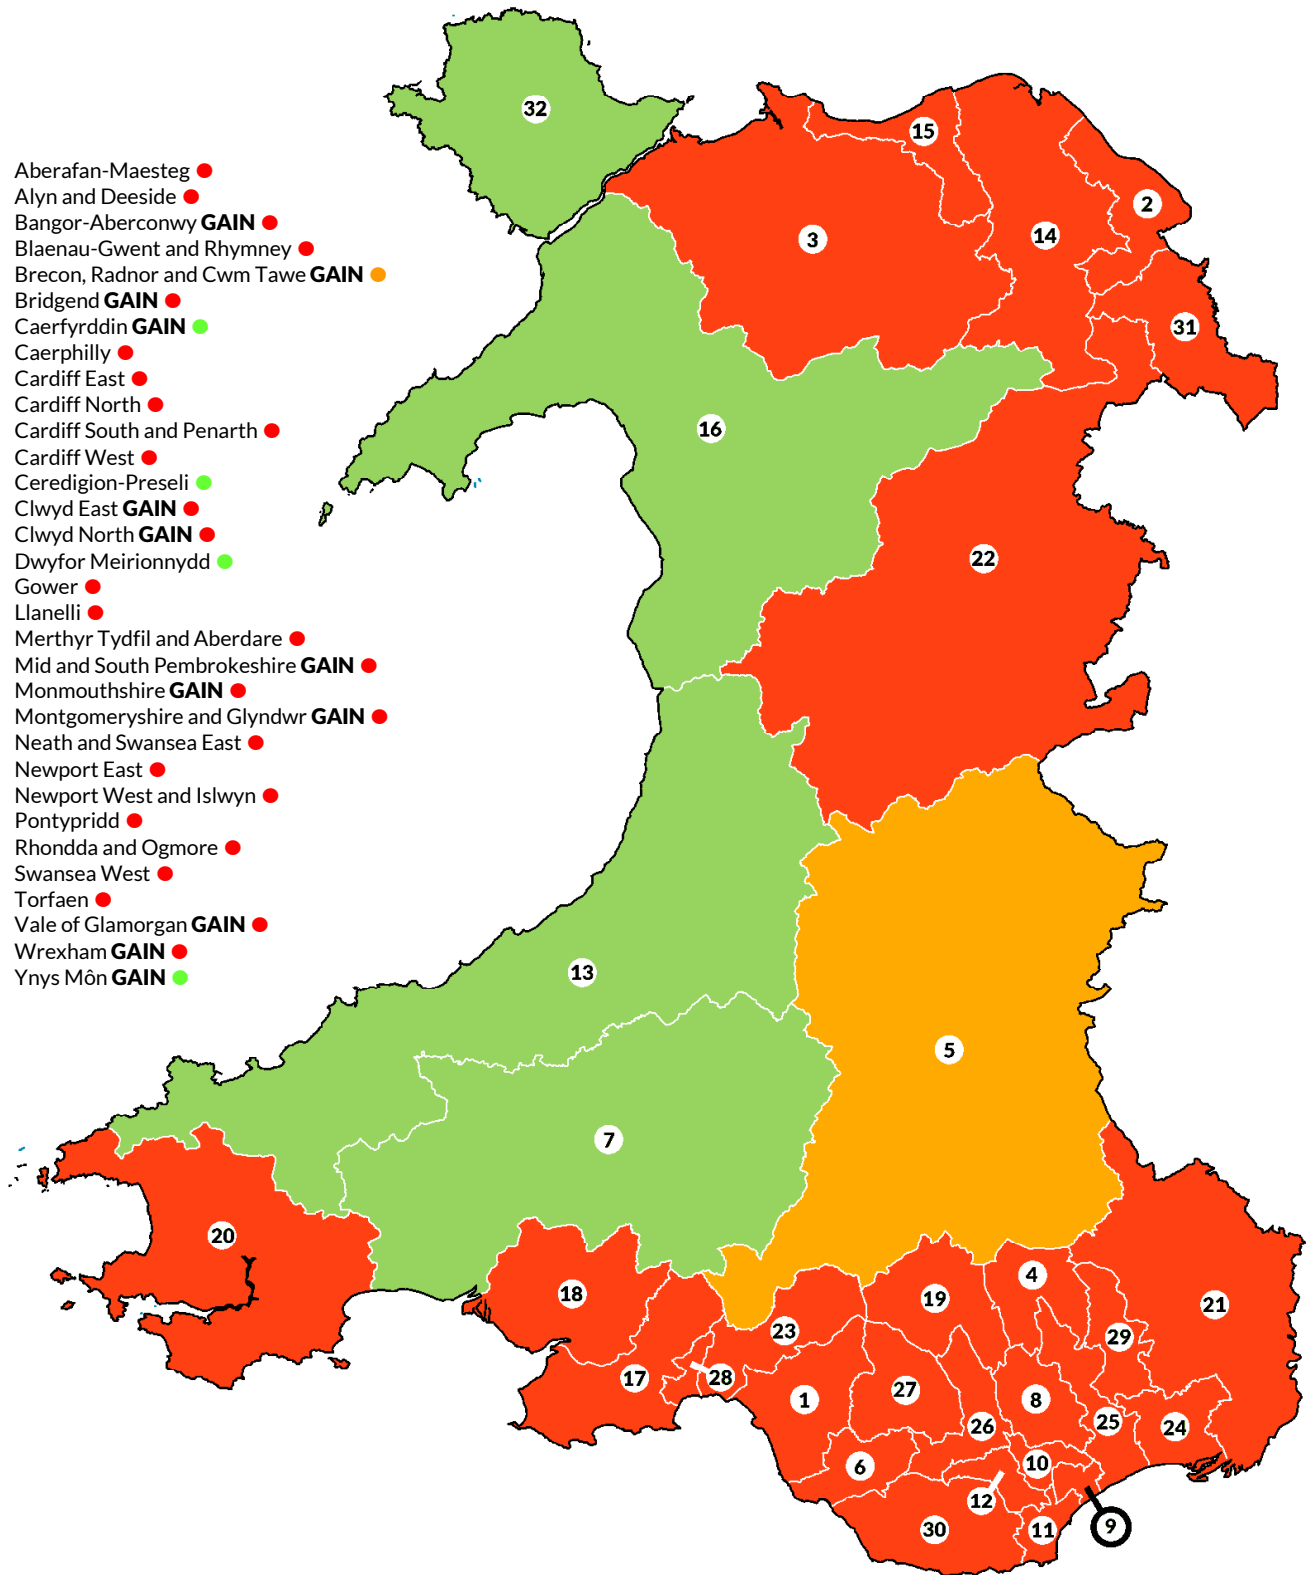 Aberafan-Maesteg
Alyn and Deeside
Bangor-Aberconwy GAIN
Blaenau-Gwent and Rhymney
Brecon, Radnor and Cwm Tawe GAIN
Bridgend GAIN
Caerfyrddin GAIN
Caerphilly
Cardiff East
Cardiff North
Cardiff South and Penarth
Cardiff West
Ceredigion-Preseli
Clwyd East GAIN
Clwyd North GAIN
Dwyfor Meirionnydd
Gower
Llanelli
Merthyr Tydfil and Aberdare
Mid and South Pembrokeshire GAIN
Monmouthshire GAIN
Montgomeryshire and Glyndwr GAIN
Neath and Swansea East
Newport East
Newport West and Islwyn
Pontypridd
Rhondda and Ogmore
Swansea West
Torfaen
Vale of Glamorgan GAIN
Wrexham GAIN
Ynys Môn GAIN
32
15
2
3
14
31
16
22
13
5
7
20
4
18
19
21
23
29
17
28
1
27
8
26
25
24
6
10
12
30
11
9